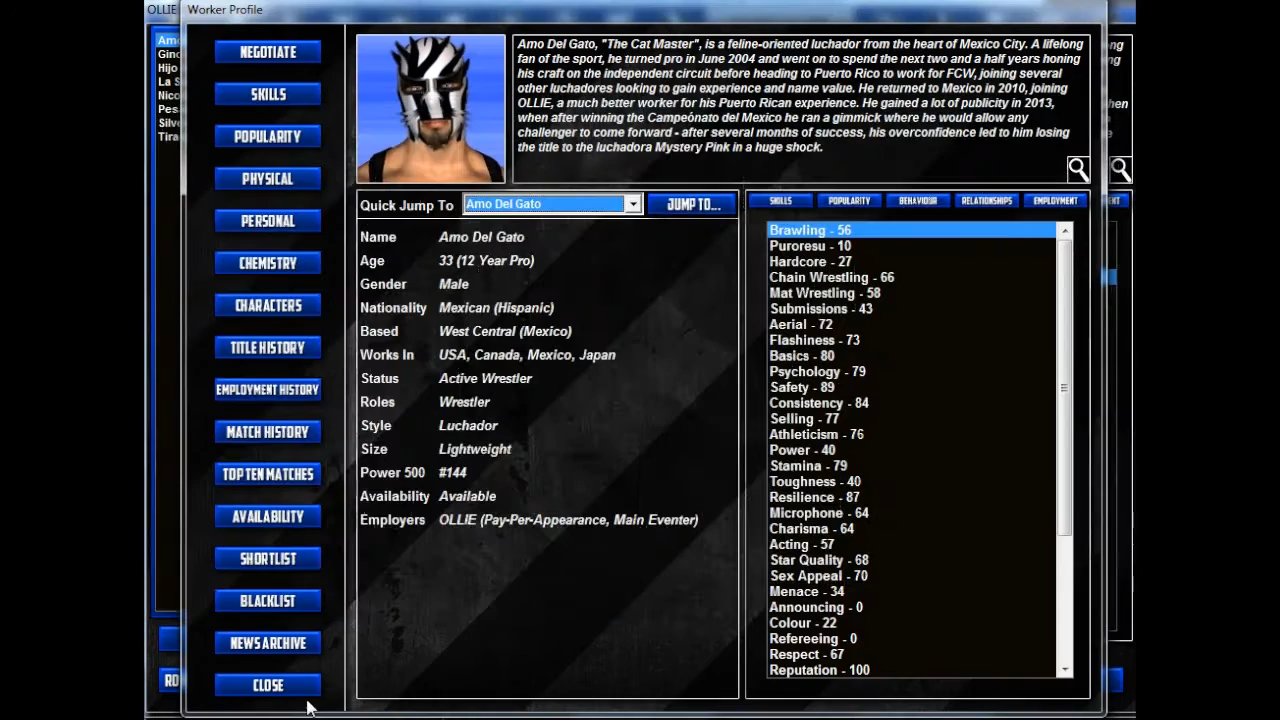 OLLIE
Worker Profile
Amo
Gino
Hijo
La S
Nico
Pes
Silve
Tira
NEGOTIATE
SKILLS
POPULARITY
PHYSICAL
PERSONAL
CHEMISTRY
CHARACTERS
TITLE HISTORY
EMPLOYMENT HISTORY
MATCH HISTORY
TOP TEN MATCHES
AVAILABILITY
SHORTLIST
BLACKLIST
NEWS ARCHIVE
CLOSE
Amo Del Gato, "The Cat Master", is a feline-oriented luchador from the heart of Mexico City. A lifelong
fan of the sport, he turned pro in June 2004 and went on to spend the next two and a half years honing
his craft on the independent circuit before heading to Puerto Rico to work for FCW, joining several
other luchadores looking to gain experience and name value. He returned to Mexico in 2010, joining
OLLIE, a much better worker for his Puerto Rican experience. He gained a lot of publicity in 2013,
when after winning the Campeónato del Mexico he ran a gimmick where he would allow any
challenger to come forward - after several months of success, his overconfidence led to him losing
the title to the luchadora Mystery Pink in a huge shock.
Quick Jump To Amo Del Gato JUMP TO...
Name Amo Del Gato
Age 33 (12 Year Pro)
Gender Male
Nationality Mexican (Hispanic)
Based West Central (Mexico)
Works In USA, Canada, Mexico, Japan
Status Active Wrestler
Roles Wrestler
Style Luchador
Size Lightweight
Power 500 #144
Availability Available
Employers OLLIE (Pay-Per-Appearance, Main Eventer)
SKILLS POPULARITY BEHAVIOUR RELATIONSHIPS EMPLOYMENT
Brawling - 56
Puroresu - 10
Hardcore - 27
Chain Wrestling - 66
Mat Wrestling - 58
Submissions - 43
Aerial - 72
Flashiness - 73
Basics - 80
Psychology - 79
Safety - 89
Consistency - 84
Selling - 77
Athleticism - 76
Power - 40
Stamina - 79
Toughness - 40
Resilience - 87
Microphone - 64
Charisma - 64
Acting - 57
Star Quality - 68
Sex Appeal - 70
Menace - 34
Announcing - 0
Colour - 22
Refereeing - 0
Respect - 67
Reputation - 100